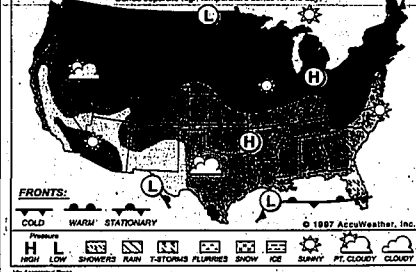 L
H
H
L
L
FRONTS:
COLD WARM STATIONARY
© 1997 AccuWeather, Inc.
Pressure
H L
HIGH LOW SHOWERS RAIN T-STORMS FLURRIES SNOW ICE SUNNY PT. CLOUDY CLOUDY